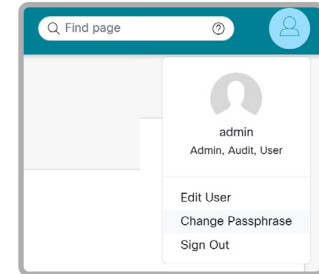 Find page
admin
Admin, Audit, User
Edit User
Change Passphrase
Sign Out